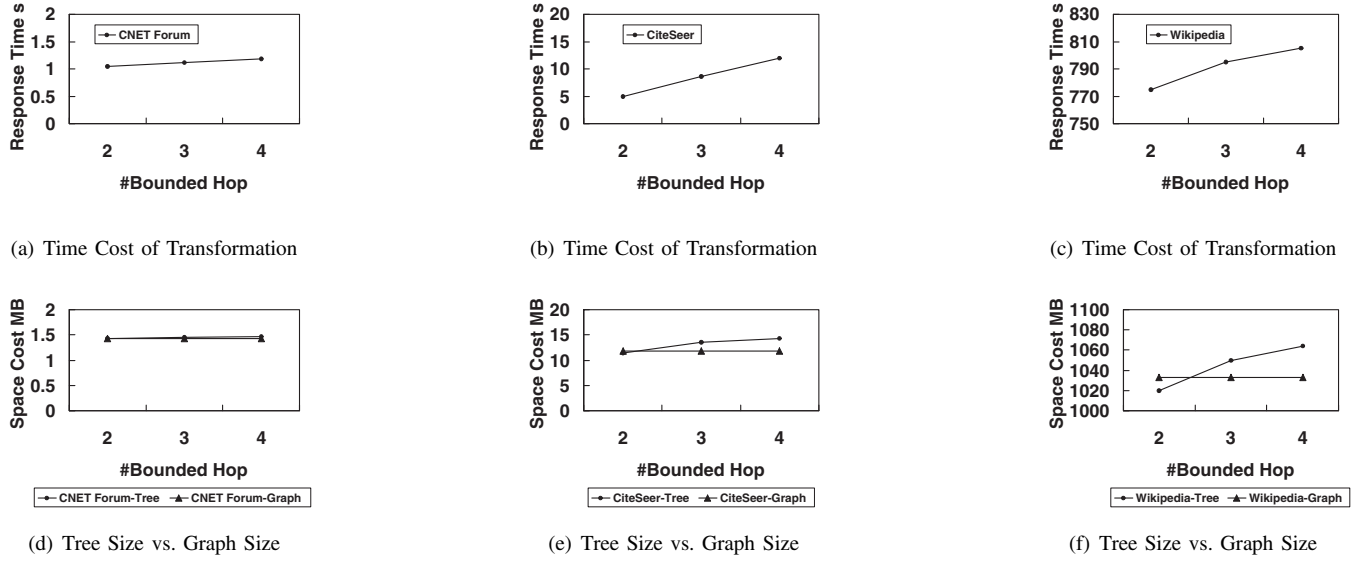 Response Time s
2
1.5
1
0.5
0
CNET Forum
2 3 4
#Bounded Hop
(a) Time Cost of Transformation
Response Time s
20
15
10
5
0
CiteSeer
2 3 4
#Bounded Hop
(b) Time Cost of Transformation
Response Time s
830
810
790
770
750
Wikipedia
2 3 4
#Bounded Hop
(c) Time Cost of Transformation
Space Cost MB
2
1.5
1
0.5
0
2 3 4
#Bounded Hop
CNET Forum-Tree CNET Forum-Graph
(d) Tree Size vs. Graph Size
Space Cost MB
20
15
10
5
0
2 3 4
#Bounded Hop
CiteSeer-Tree CiteSeer-Graph
(e) Tree Size vs. Graph Size
Space Cost MB
1100
1080
1060
1040
1020
1000
2 3 4
#Bounded Hop
Wikipedia-Tree Wikipedia-Graph
(f) Tree Size vs. Graph Size